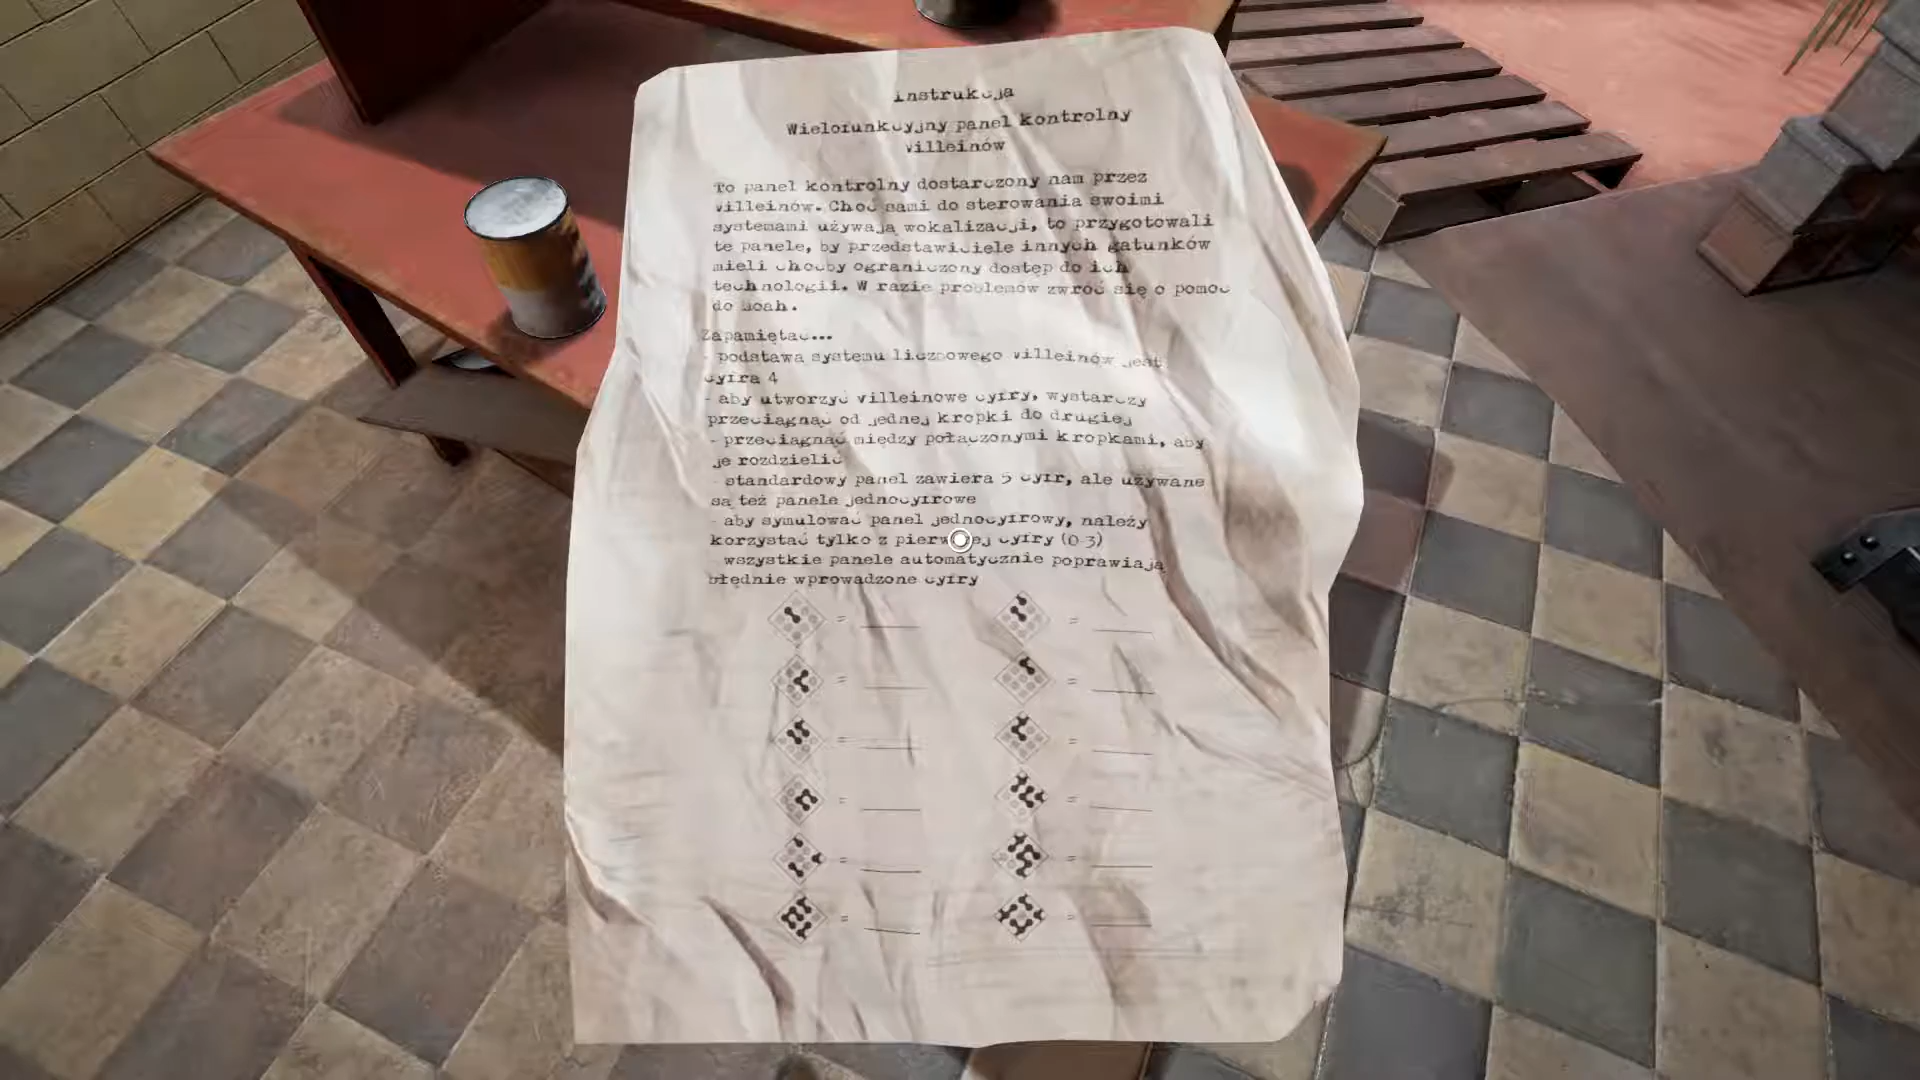 Instrukcja
Wielofunkcyjny panel kontrolny
villeinów
To panel kontrolny dostarczony nam przez
villeinów. Choć sami do sterowania swoimi
systemami używają wokalizacji, to przygotowali
te panele, by przedstawiciele innych gatunków
mieli choćby ograniczony dostęp do ich
technologii. W razie problemów zwróć się o pomoc
do Noah.
Zapamiętać...
- podstawą systemu liczbowego villeinów jest
cyfra 4
- aby utworzyć villeinowe cyfry, wystarczy
przeciągnąć od jednej kropki do drugiej
- przeciągnąć między połączonymi kropkami, aby
je rozdzielić
- standardowy panel zawiera 5 cyfr, ale używane
są też panele jednocyfrowe
- aby symulować panel jednocyfrowy, należy
korzystać tylko z pierwszej cyfry (0-3)
- wszystkie panele automatycznie poprawiają
błędnie wprowadzone cyfry
= =
= =
= =
= =
= =
= =